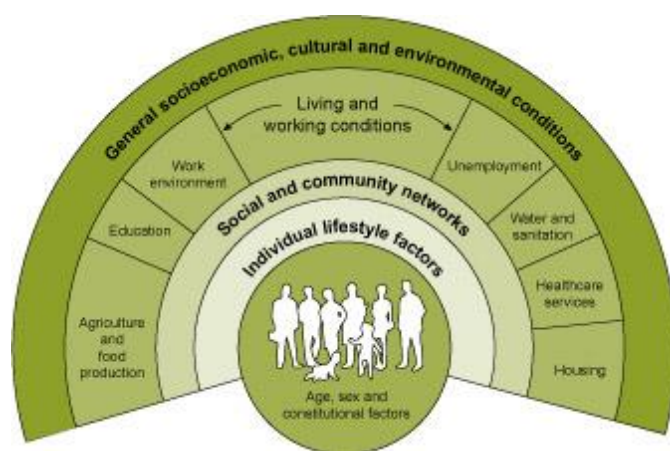 General socioeconomic, cultural and environmental conditions
Living and
working conditions
Work
environment
Unemployment
Education
Water and
sanitation
Social and community networks
Individual lifestyle factors
Agriculture
and
food
production
Healthcare
services
Housing
Age, sex and
constitutional factors